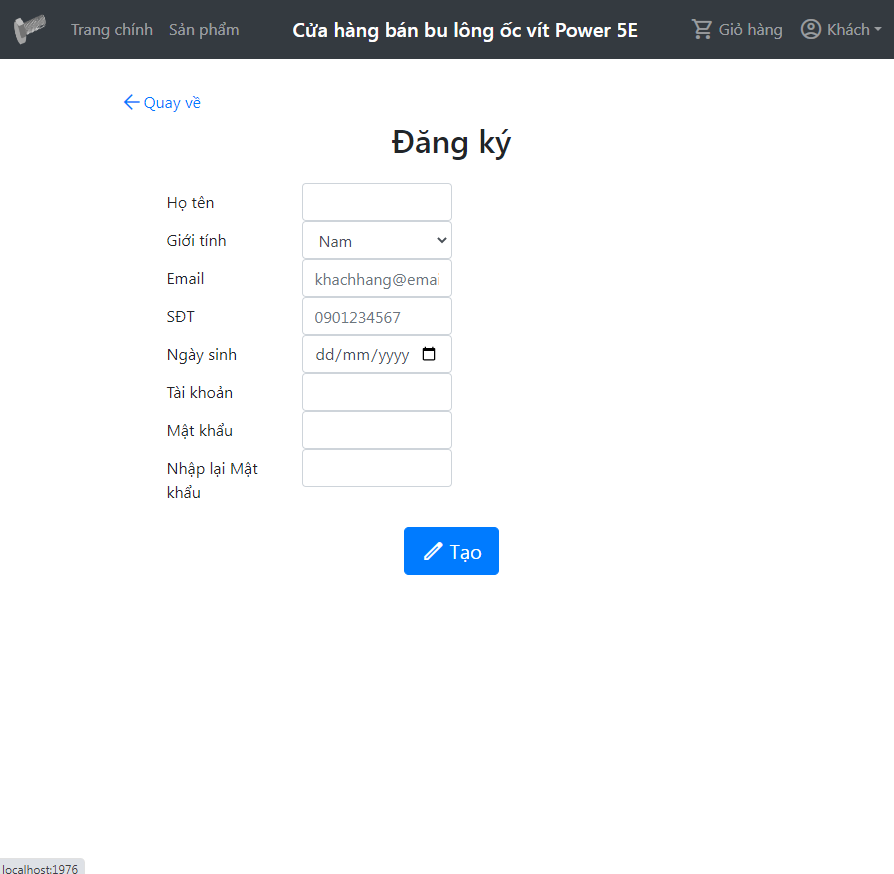 Trang chính Sản phẩm Cửa hàng bán bu lông ốc vít Power 5E Giỏ hàng Khách
Quay về
Đăng ký
Họ tên
Giới tính Nam
Email khachhang@emai
SĐT 0901234567
Ngày sinh dd/mm/yyyy
Tài khoản
Mật khẩu
Nhập lại Mật
khẩu
Tạo
localhost:1976